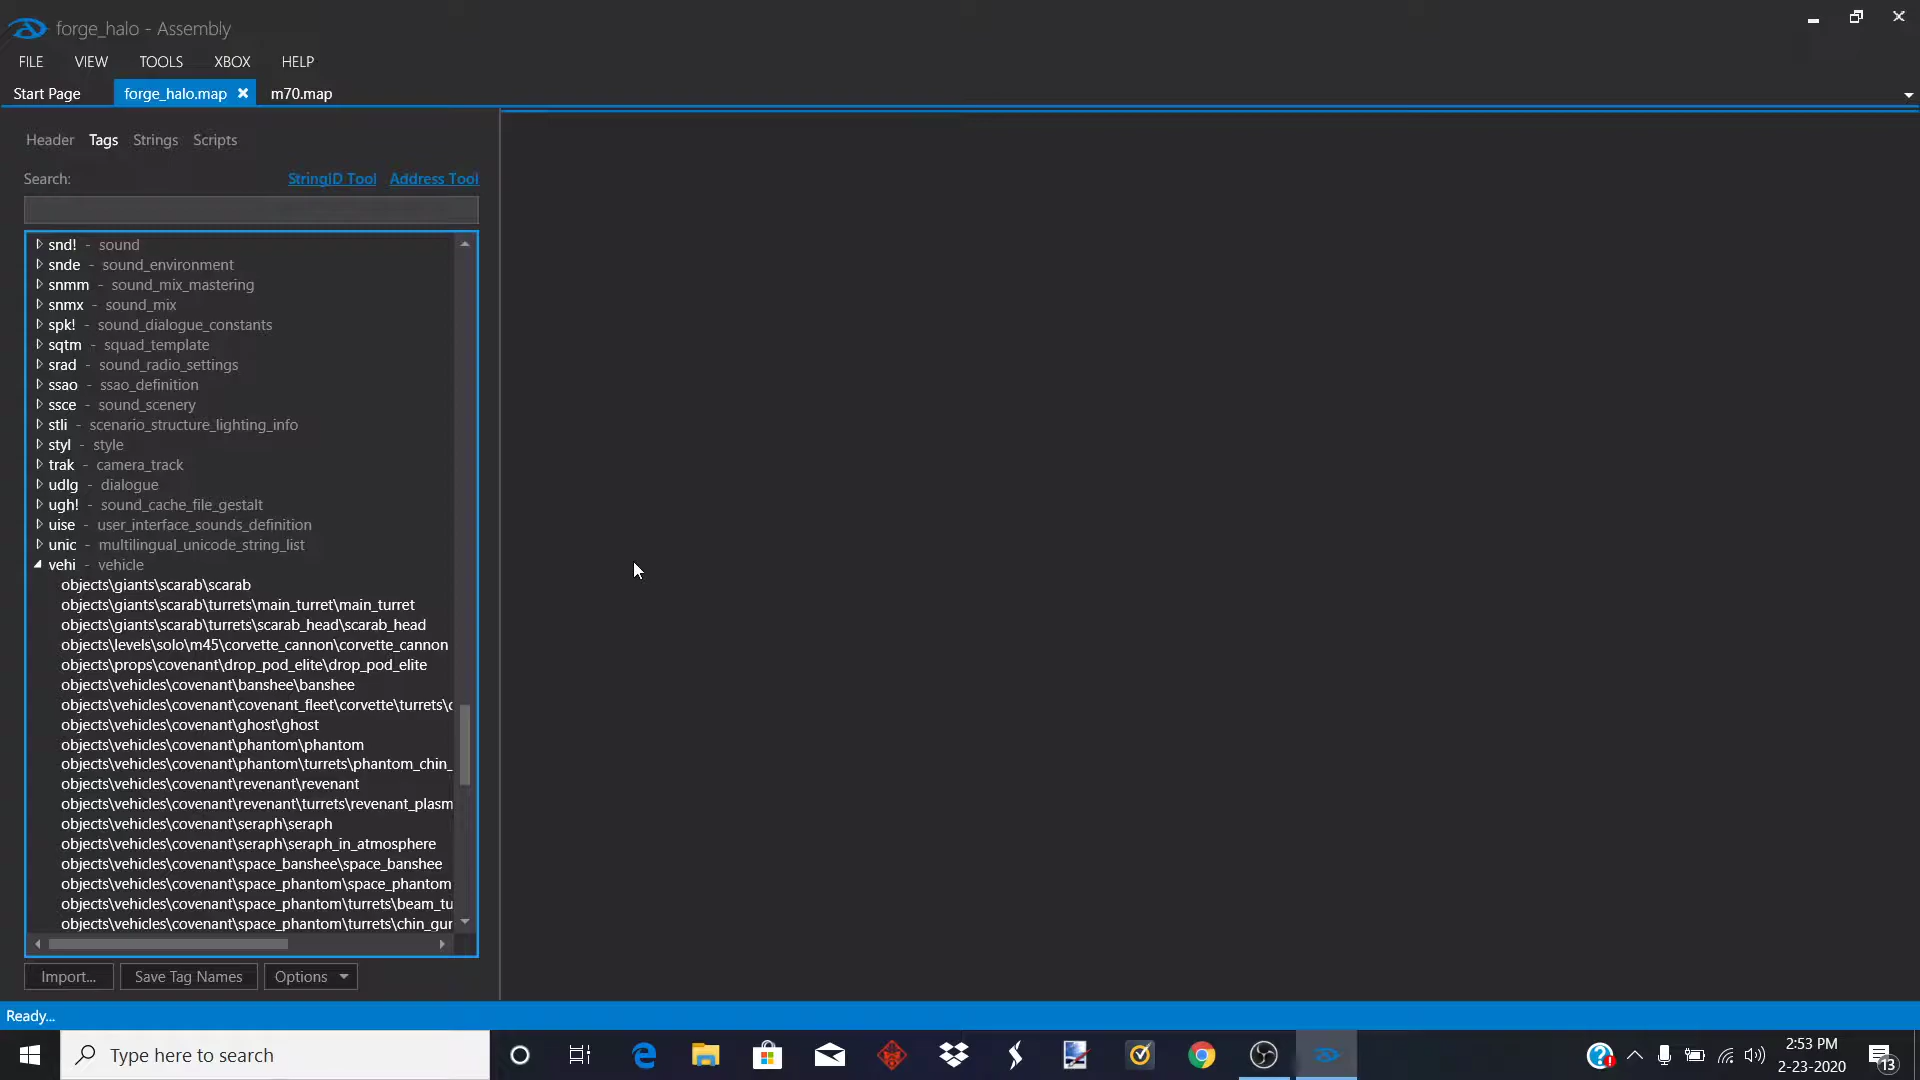 forge_halo - Assembly
FILE VIEW TOOLS XBOX HELP
Start Page forge_halo.map m70.map
Header Tags Strings Scripts
Search: StringID Tool Address Tool
snd! - sound
snde - sound_environment
snmm - sound_mix_mastering
snmx - sound_mix
spk! - sound_dialogue_constants
sqtm - squad_template
srad - sound_radio_settings
ssao - ssao_definition
ssce - sound_scenery
stli - scenario_structure_lighting_info
styl - style
trak - camera_track
udlg - dialogue
ugh! - sound_cache_file_gestalt
uise - user_interface_sounds_definition
unic - multilingual_unicode_string_list
vehi - vehicle
objects\giants\scarab\scarab
objects\giants\scarab\turrets\main_turret\main_turret
objects\giants\scarab\turrets\scarab_head\scarab_head
objects\levels\solo\m45\corvette_cannon\corvette_cannon
objects\props\covenant\drop_pod_elite\drop_pod_elite
objects\vehicles\covenant\banshee\banshee
objects\vehicles\covenant\covenant_fleet\corvette\turrets\c
objects\vehicles\covenant\ghost\ghost
objects\vehicles\covenant\phantom\phantom
objects\vehicles\covenant\phantom\turrets\phantom_chin_
objects\vehicles\covenant\revenant\revenant
objects\vehicles\covenant\revenant\turrets\revenant_plasm
objects\vehicles\covenant\seraph\seraph
objects\vehicles\covenant\seraph\seraph_in_atmosphere
objects\vehicles\covenant\space_banshee\space_banshee
objects\vehicles\covenant\space_phantom\space_phantom
objects\vehicles\covenant\space_phantom\turrets\beam_tu
objects\vehicles\covenant\space_phantom\turrets\chin_gur
Import... Save Tag Names Options
Ready...
Type here to search
2:53 PM
2-23-2020
13